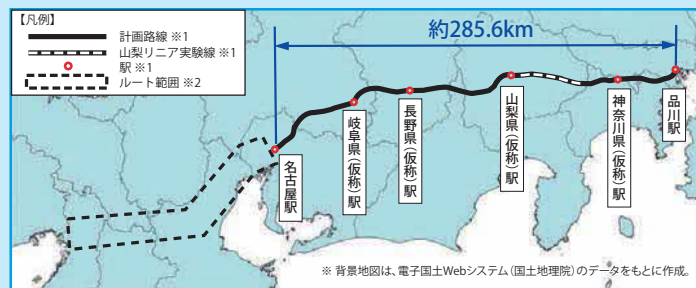 【凡例】
計画路線 ※1
山梨リニア実験線 ※1
駅 ※1
ルート範囲 ※2
約285.6km
名古屋駅
岐阜県（仮称）駅
長野県（仮称）駅
山梨県（仮称）駅
神奈川県（仮称）駅
品川駅
※ 背景地図は、電子国土Webシステム（国土地理院）のデータをもとに作成。